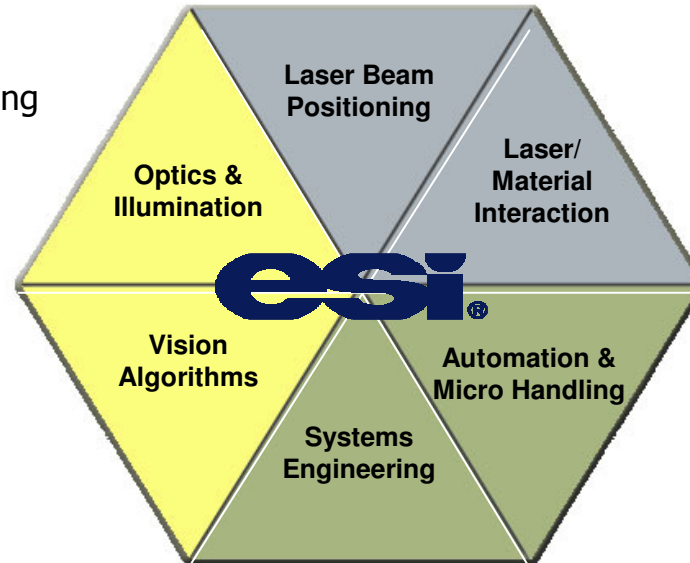 ng
Laser Beam
Positioning
Laser/
Material
Interaction
Optics &
Illumination
esi®
Vision
Algorithms
Automation &
Micro Handling
Systems
Engineering